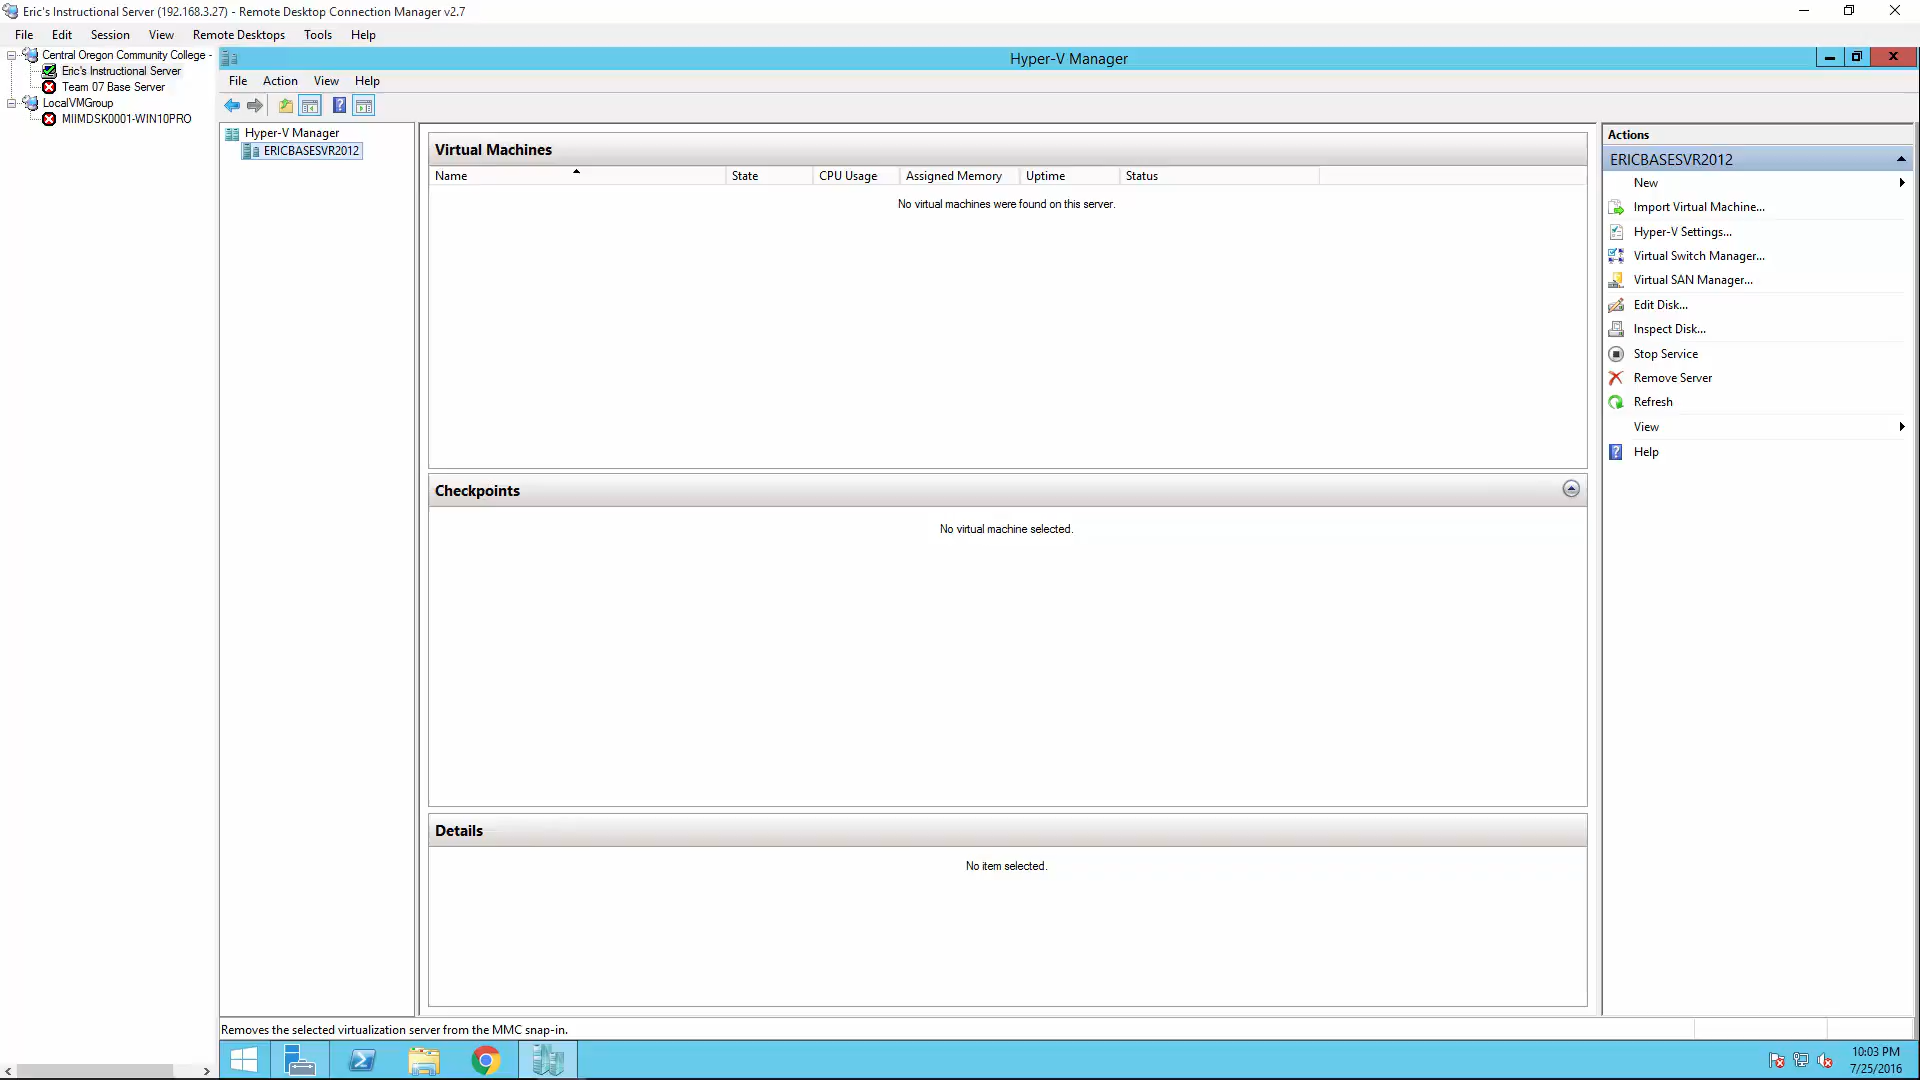 Eric's Instructional Server (192.168.3.27) - Remote Desktop Connection Manager v2.7
File Edit Session View Remote Desktops Tools Help
Central Oregon Community College -
Eric's Instructional Server
Team 07 Base Server
LocalVMGroup
MIIMDSK0001-WIN10PRO
Hyper-V Manager
File Action View Help
Hyper-V Manager
ERICBASESVR2012
Virtual Machines
Name State CPU Usage Assigned Memory Uptime Status
No virtual machines were found on this server.
Checkpoints
No virtual machine selected.
Details
No item selected.
Actions
ERICBASESVR2012
New
Import Virtual Machine...
Hyper-V Settings...
Virtual Switch Manager...
Virtual SAN Manager...
Edit Disk...
Inspect Disk...
Stop Service
Remove Server
Refresh
View
Help
Removes the selected virtualization server from the MMC snap-in.
10:03 PM
7/25/2016